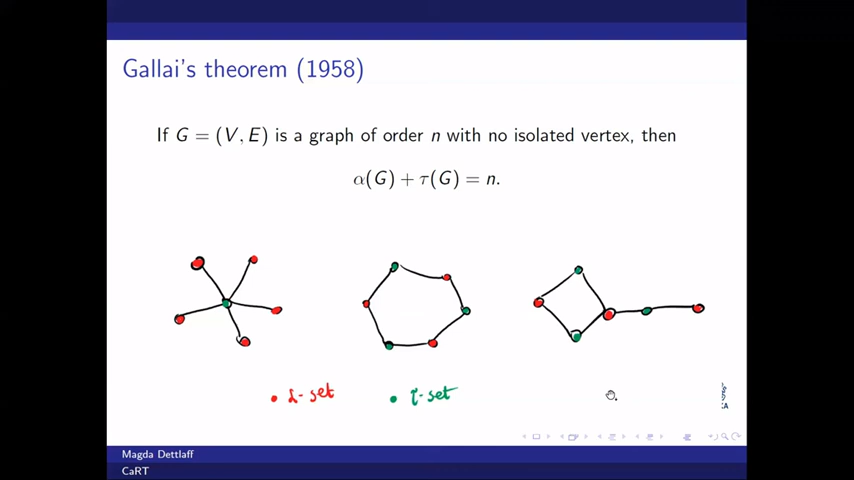 Gallai's theorem (1958)
If G = (V, E) is a graph of order n with no isolated vertex, then
α(G) + τ(G) = n.
α-set τ-set
Magda Dettlaff
CaRT